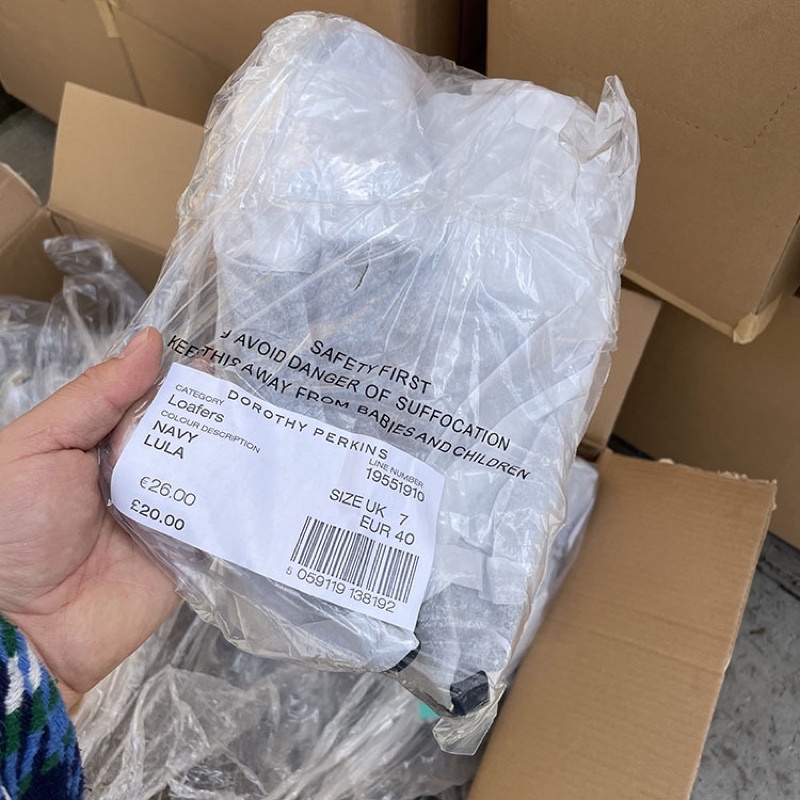 SAFETY FIRST
AVOID DANGER OF SUFFOCATION
KEEP THIS AWAY FROM BABIES AND CHILDREN
DOROTHY PERKINS
CATEGORY
Loafers
COLOUR DESCRIPTION
NAVY
LULA
LINE NUMBER
19551910
€26.00
£20.00
SIZE UK 7
EUR 40
5 059119 138192